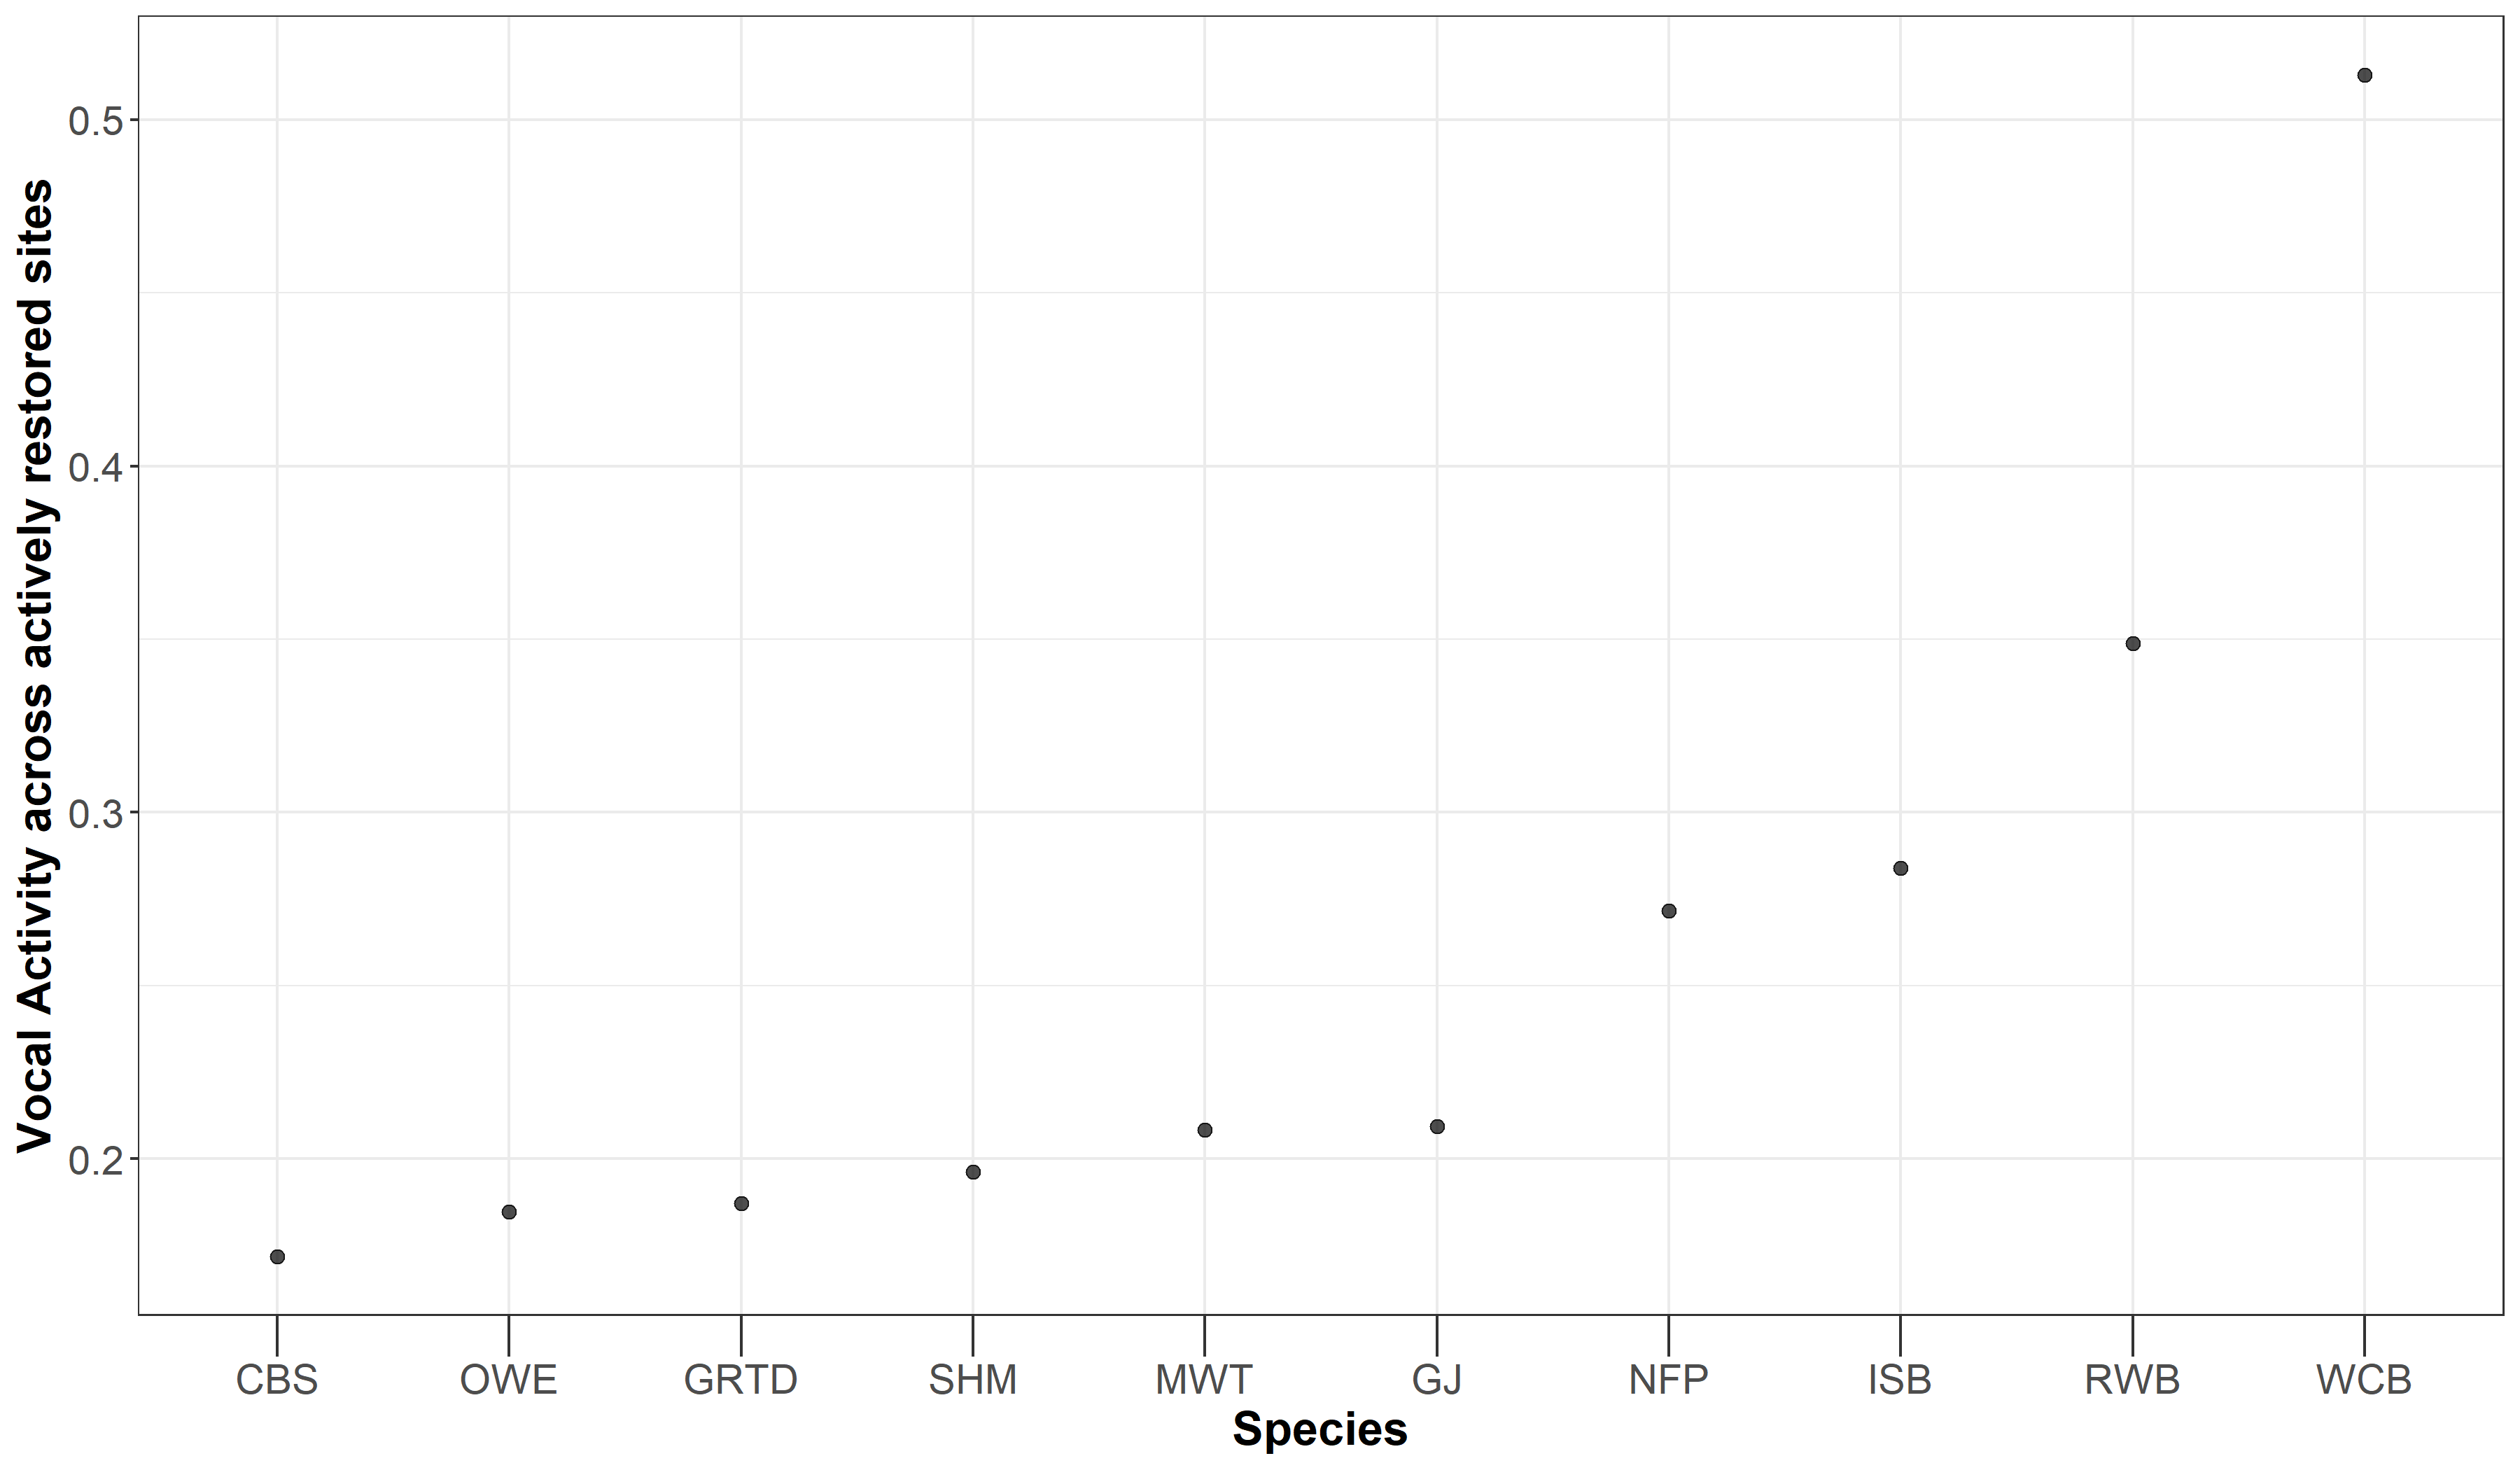 Vocal Activity across actively restored sites
0.5
0.4
0.3
0.2
CBS OWE GRTD SHM MWT GJ NFP ISB RWB WCB
Species